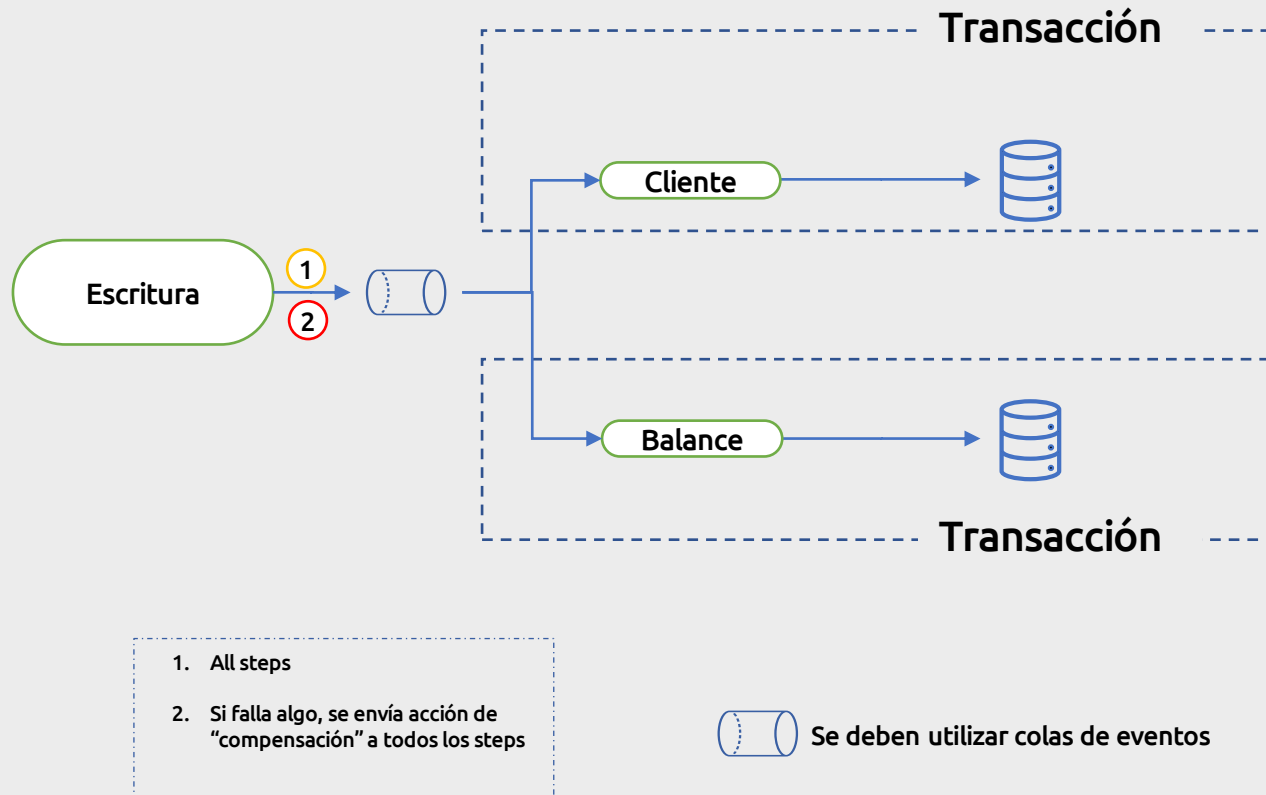 Transacción
Cliente
Escritura
1
2
Balance
Transacción
1. All steps
2. Si falla algo, se envía acción de
“compensación” a todos los steps
Se deben utilizar colas de eventos